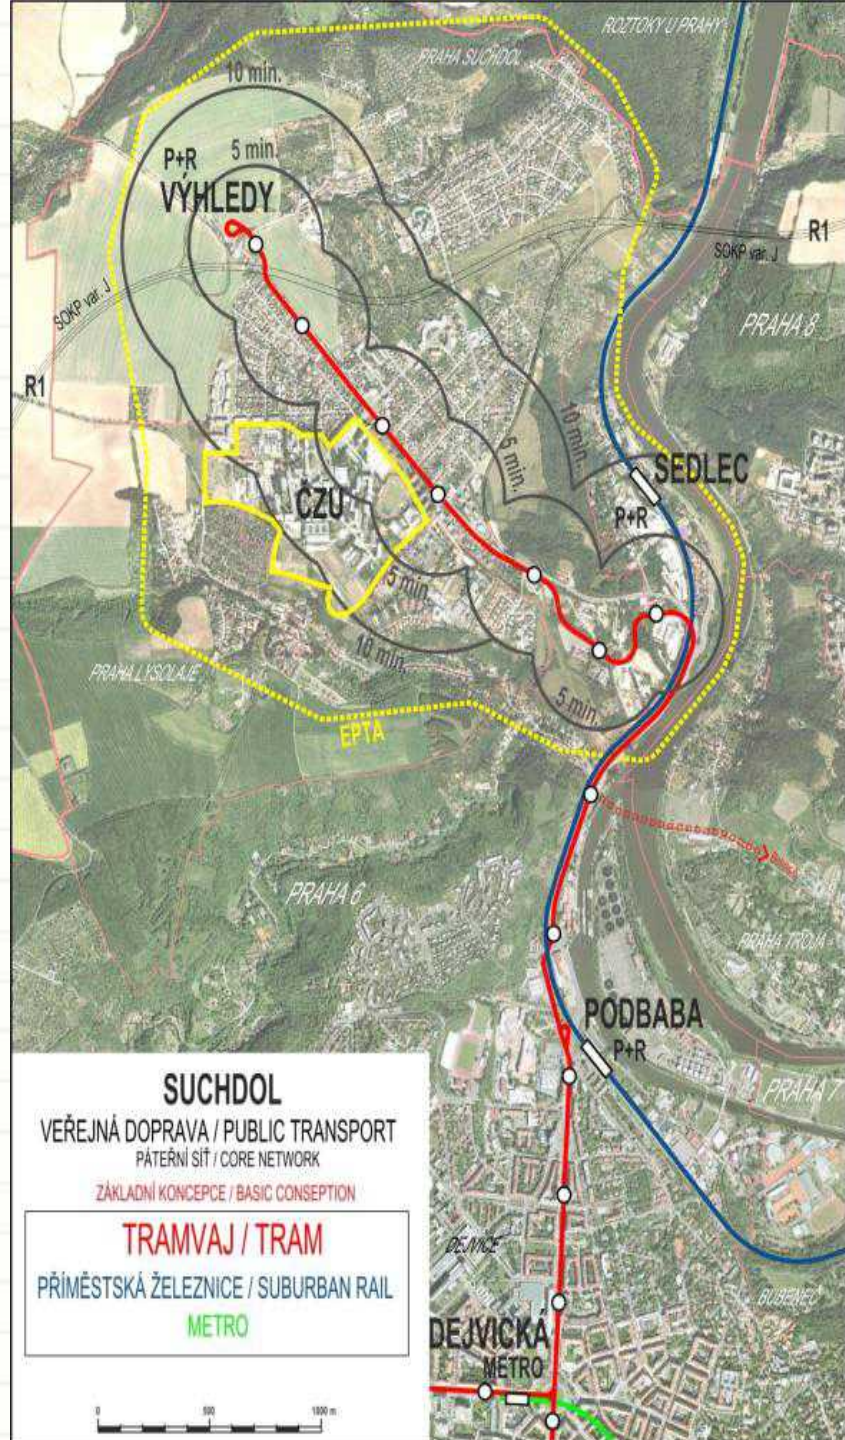 ROZTOKY U PRAHY
PRAHA SUCHDOL
10 min.
5 min.
P+R
VÝHLEDY
R1
SOKP var. J
SOKP var. J
PRAHA 8
R1
10 min.
5 min.
SEDLEC
P+R
ČZU
5 min.
10 min.
PRAHA LYSOLAJE
5 min.
EPTA
PRAHA 6
PRAHA TROJA
PODBABA
P+R
PRAHA 7
SUCHDOL
VEŘEJNÁ DOPRAVA / PUBLIC TRANSPORT
PÁTEŘNÍ SÍŤ / CORE NETWORK
ZÁKLADNÍ KONCEPCE / BASIC CONSEPTION
TRAMVAJ / TRAM
PŘÍMĚSTSKÁ ŽELEZNICE / SUBURBAN RAIL
METRO
DEJVICE
BUBENEČ
DEJVICKÁ
METRO
0 500 1000 m